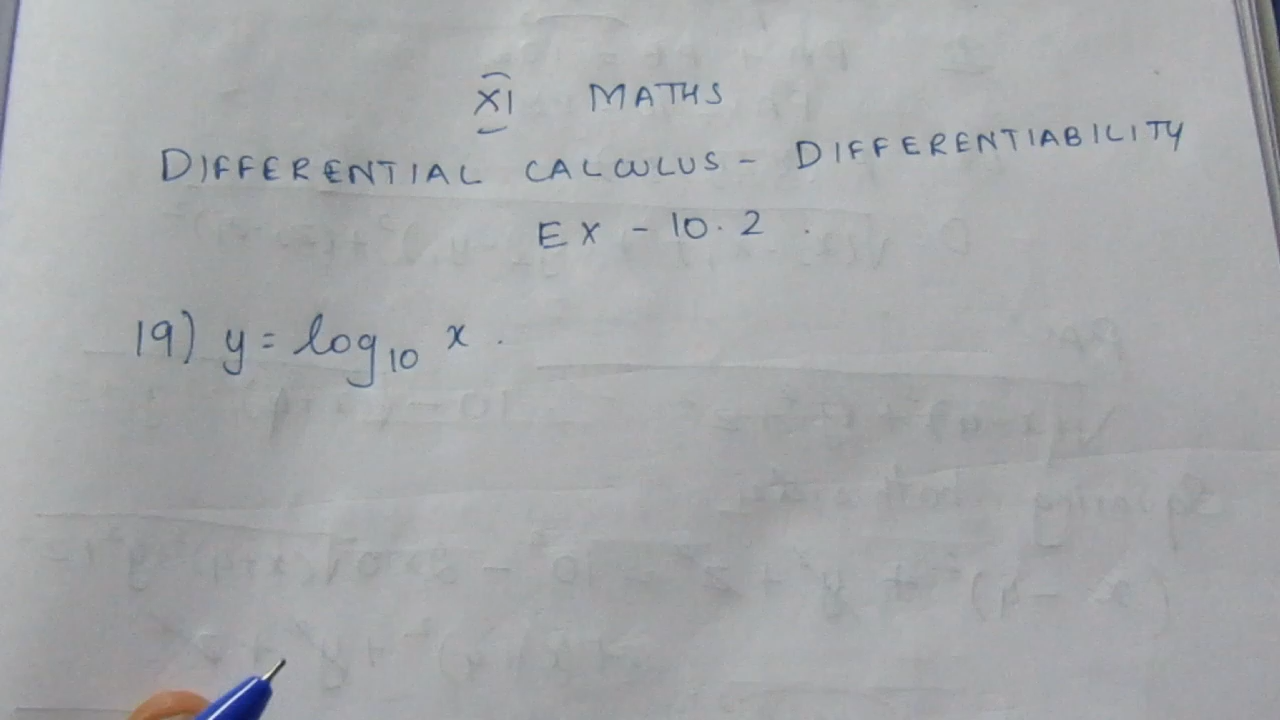 XI MATHS
DIFFERENTIAL CALCULUS - DIFFERENTIABILITY
EX - 10.2.
19) y = log₁₀ x.